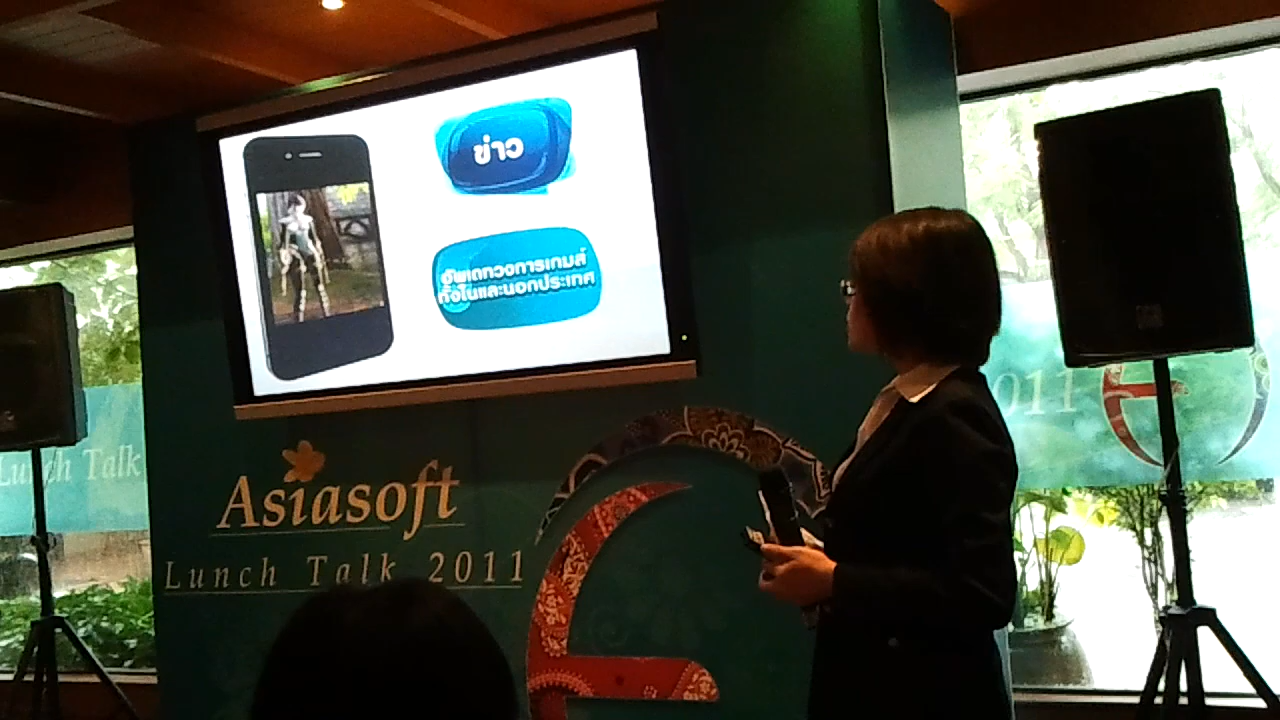 ข่าว
อัพเดทวงการเกมส์
ทั้งในและนอกประเทศ
Asiasoft
Lunch Talk 2011
Lunch Talk
2011